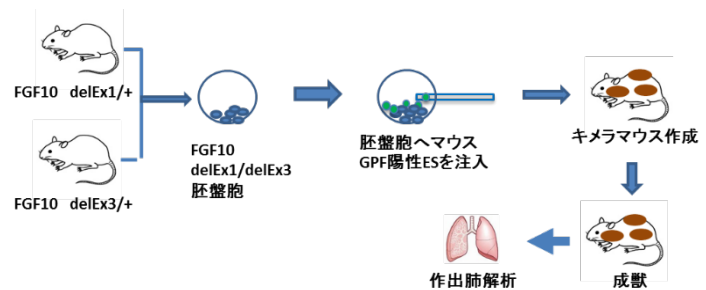 FGF10 delEx1/+
FGF10 delEx3/+
FGF10
delEx1/delEx3
胚盤胞
胚盤胞へマウス
GPF陽性ESを注入
キメラマウス作成
成獣
作出肺解析